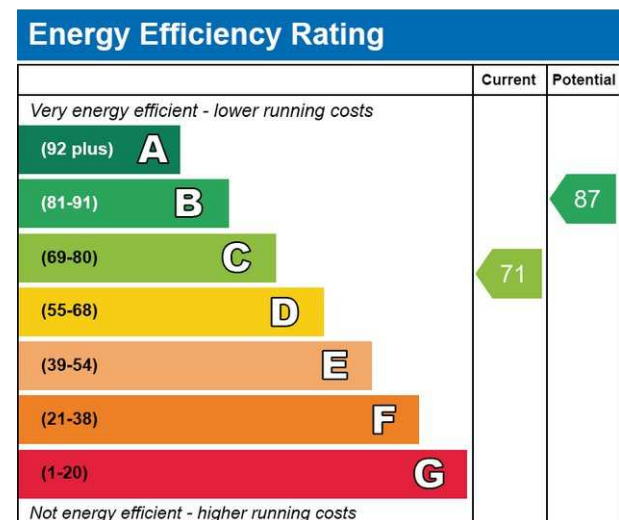 Energy Efficiency Rating
Current Potential
Very energy efficient - lower running costs
(92 plus) A
(81-91) B
87
(69-80) C
71
(55-68) D
(39-54) E
(21-38) F
(1-20) G
Not energy efficient - higher running costs